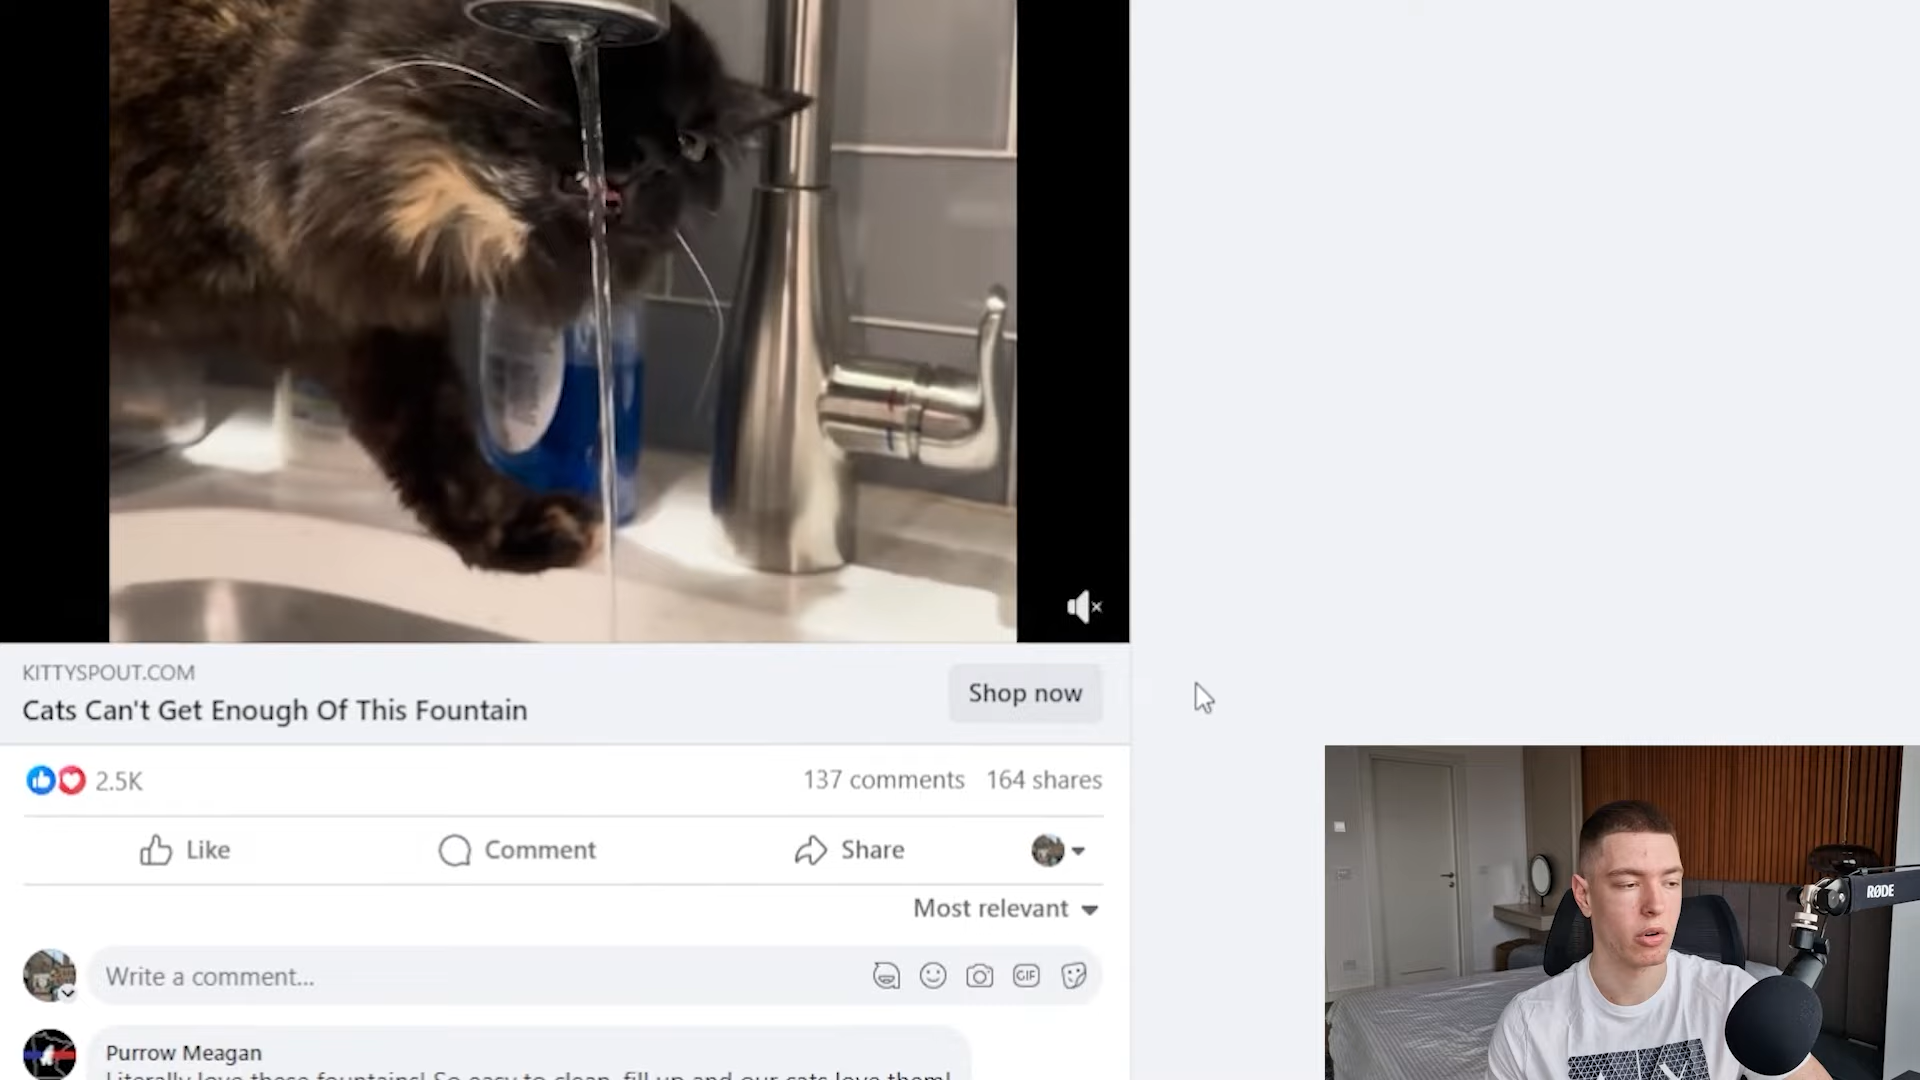 KITTYSPOUT.COM
Cats Can't Get Enough Of This Fountain
Shop now
2.5K
137 comments 164 shares
Like
Comment
Share
Most relevant
Write a comment...
GIF
Purrow Meagan
Literally love these fountains! So easy to clean, fill up and our cats love them!
RØDE